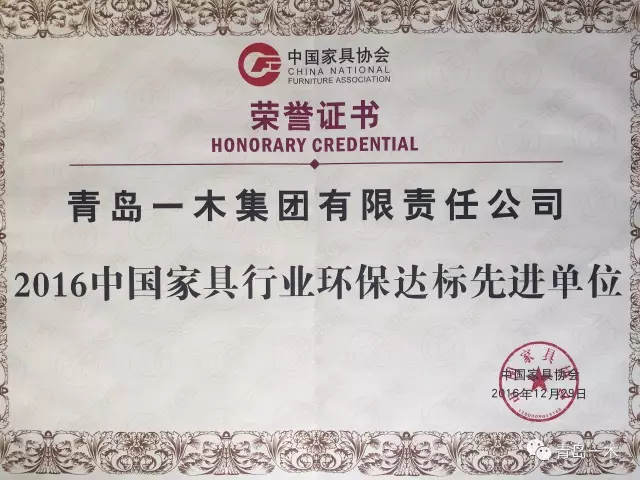 中国家具协会
CHINA NATIONAL
FURNITURE ASSOCIATION
荣誉证书
HONORARY CREDENTIAL
青岛一木集团有限责任公司
2016中国家具行业环保达标先进单位
中国家具协会
2016年12月29日
青岛一木